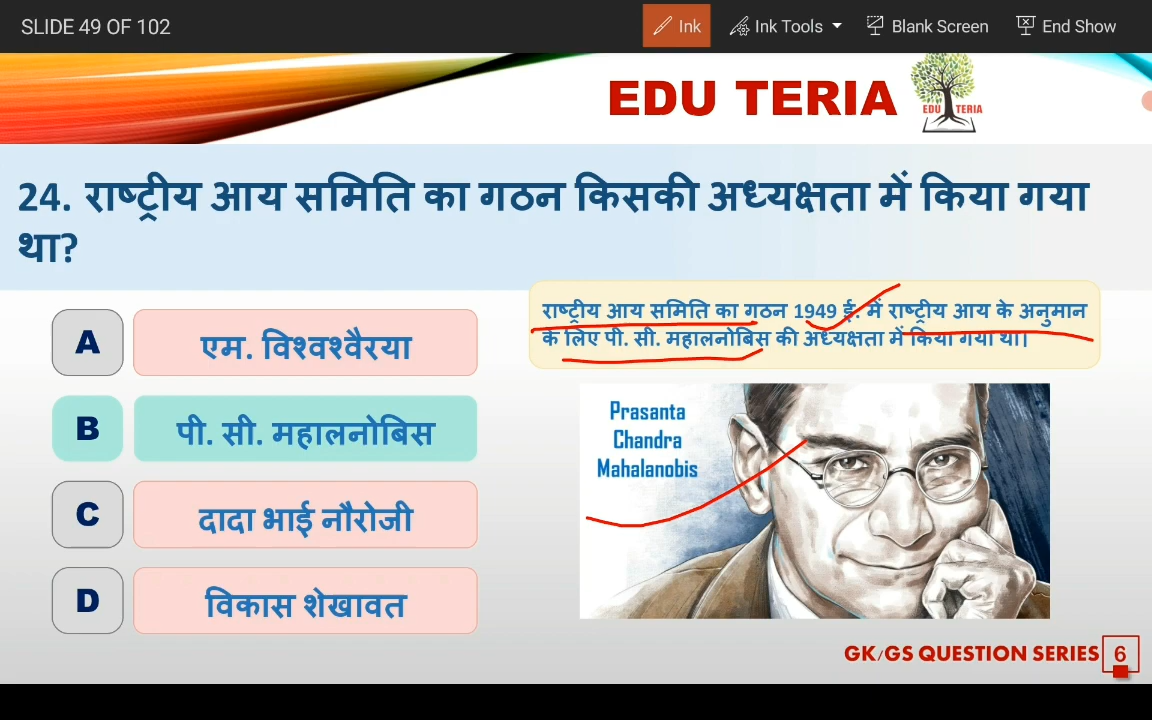 SLIDE 49 OF 102
Ink
Ink Tools
Blank Screen
End Show
EDU TERIA
EDU TERIA
24. राष्ट्रीय आय समिति का गठन किसकी अध्यक्षता में किया गया
था?
राष्ट्रीय आय समिति का गठन 1949 ई. में राष्ट्रीय आय के अनुमान
के लिए पी. सी. महालनोबिस की अध्यक्षता में किया गया था।
A
एम. विश्वश्वैरया
B
पी. सी. महालनोबिस
C
दादा भाई नौरोजी
D
विकास शेखावत
Prasanta
Chandra
Mahalanobis
GK/GS QUESTION SERIES 6